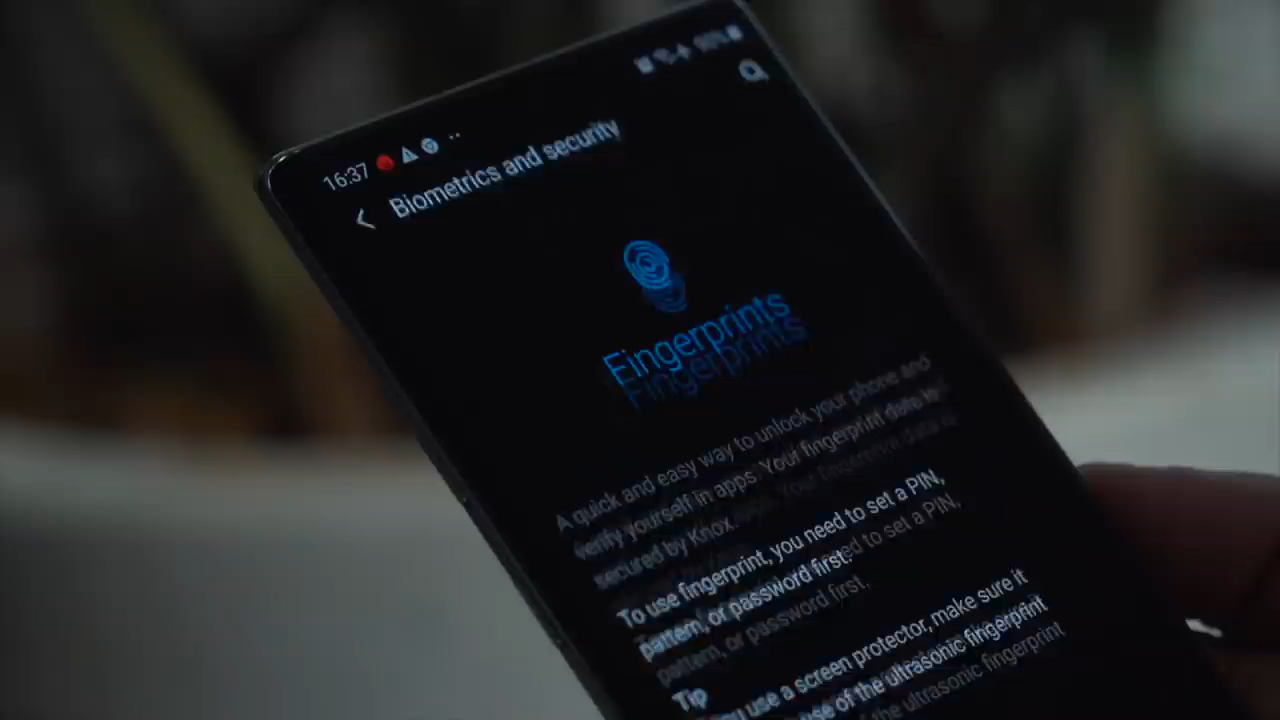 16:37
Biometrics and security
Fingerprints
A quick and easy way to unlock your phone and
verify yourself in apps. Your fingerprint data is
secured by Knox.
To use fingerprint, you need to set a PIN,
pattern, or password first.
Tip
you use a screen protector, make sure it
use of the ultrasonic fingerprint